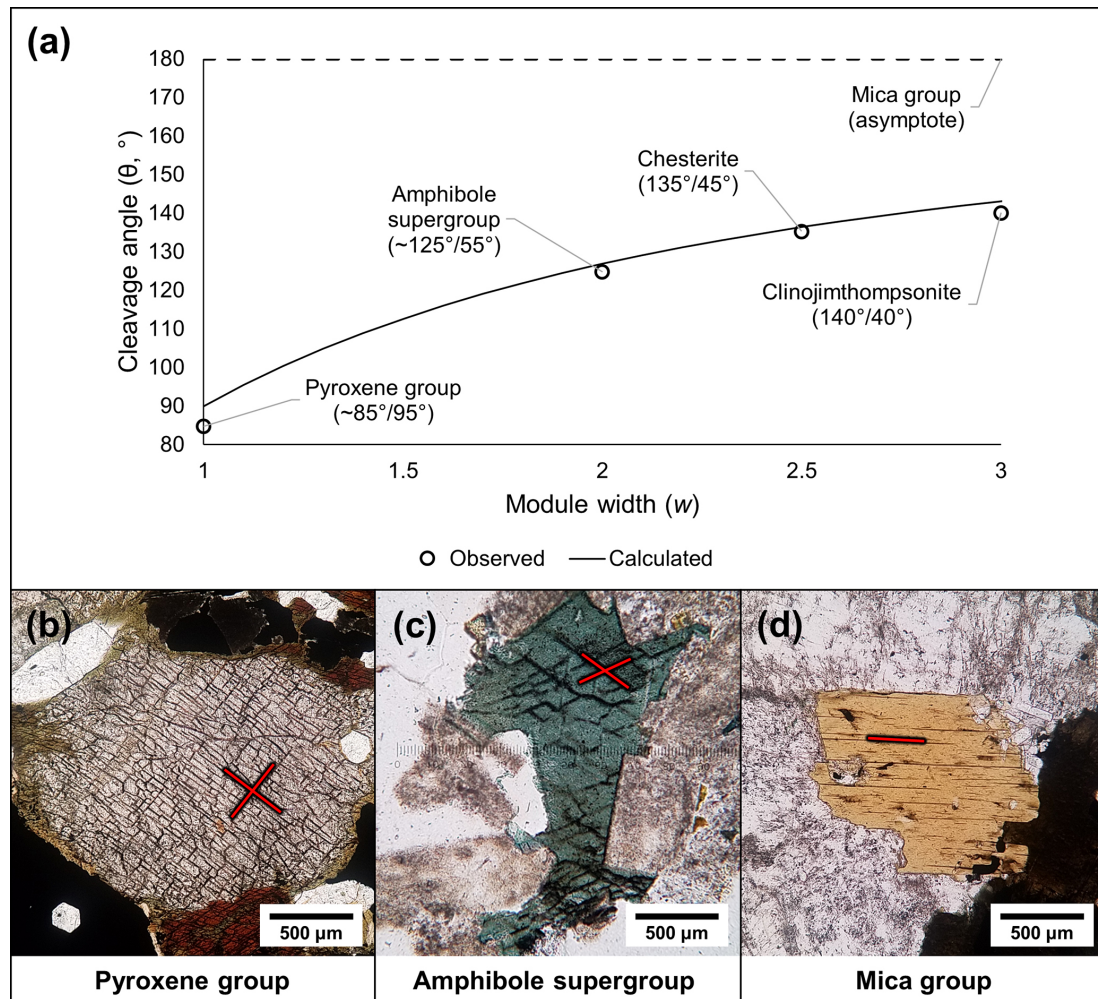 (a)
180
170
160
150
140
130
120
110
100
90
80
Cleavage angle (θ, °)
Mica group
(asymptote)
Chesterite
(135°/45°)
Amphibole
supergroup
(~125°/55°)
Clinojimthompsonite
(140°/40°)
Pyroxene group
(~85°/95°)
1
1.5
2
2.5
3
Module width (w)
Observed
Calculated
(b)
500 µm
Pyroxene group
(c)
500 µm
Amphibole supergroup
(d)
500 µm
Mica group